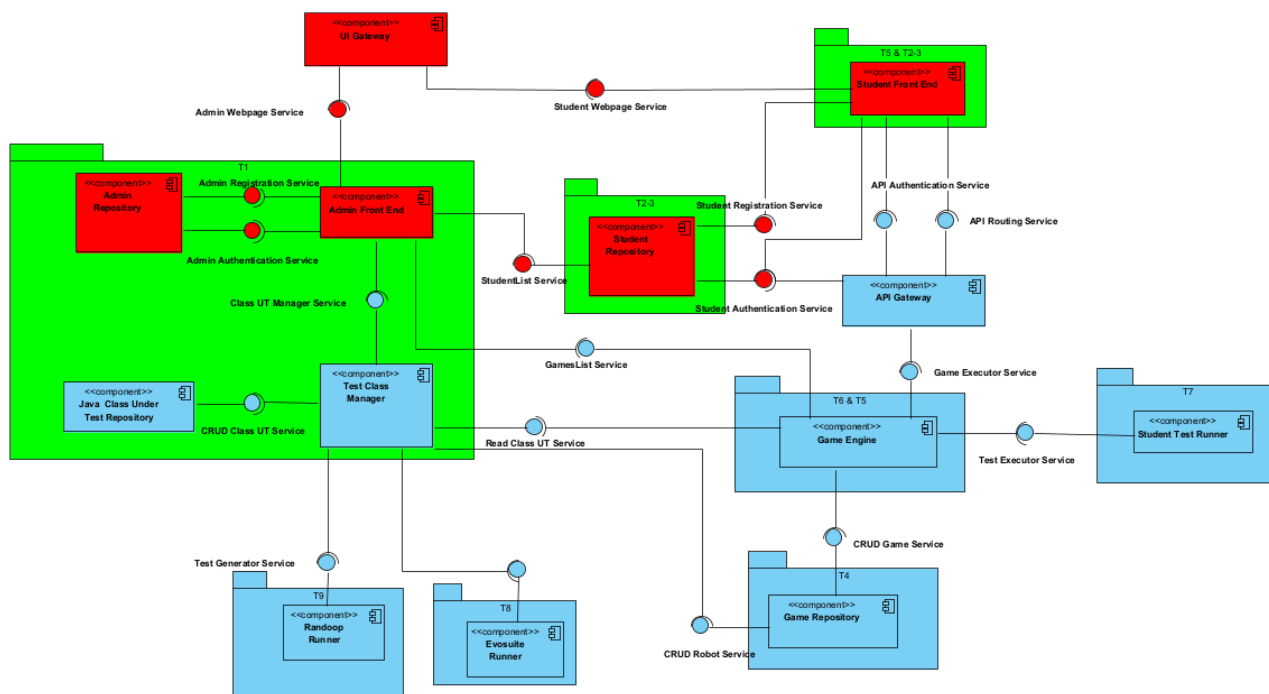 <<component>>
UI Gateway
T5 & T2-3
<<component>>
Student Front End
Admin Webpage Service
Student Webpage Service
T1
<<component>>
Admin
Repository
Admin Registration Service
<<component>>
Admin Front End
Admin Authentication Service
T2-3
<<component>>
Student
Repository
Student Registration Service
API Authentication Service
API Routing Service
StudentList Service
Student Authentication Service
<<component>>
API Gateway
Class UT Manager Service
GamesList Service
Game Executor Service
<<component>>
Java Class Under
Test Repository
CRUD Class UT Service
<<component>>
Test Class
Manager
Read Class UT Service
T6 & T5
<<component>>
Game Engine
Test Executor Service
T7
<<component>>
Student Test Runner
Test Generator Service
CRUD Game Service
T9
<<component>>
Randoop
Runner
T8
<<component>>
Evosuite
Runner
CRUD Robot Service
T4
<<component>>
Game Repository